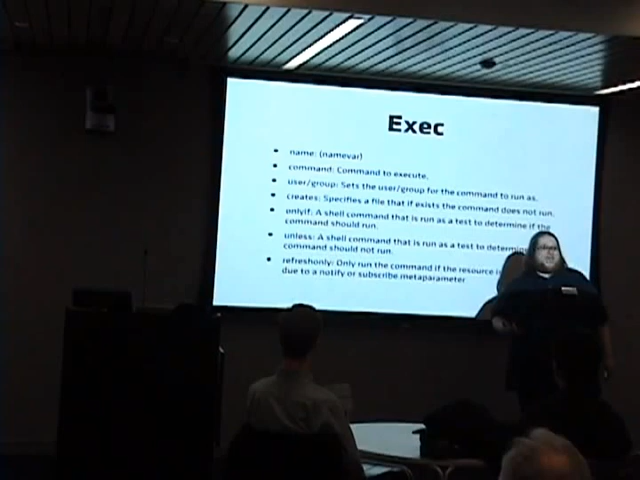 Exec
name: (namevar)
command: Command to execute.
user/group: Sets the user/group for the command to run as.
creates: Specifies a file that if exists the command does not run.
onlyif: A shell command that is run as a test to determine if the
command should run.
unless: A shell command that is run as a test to determine
command should not run.
refreshonly: Only run the command if the resource is
due to a notify or subscribe metaparameter